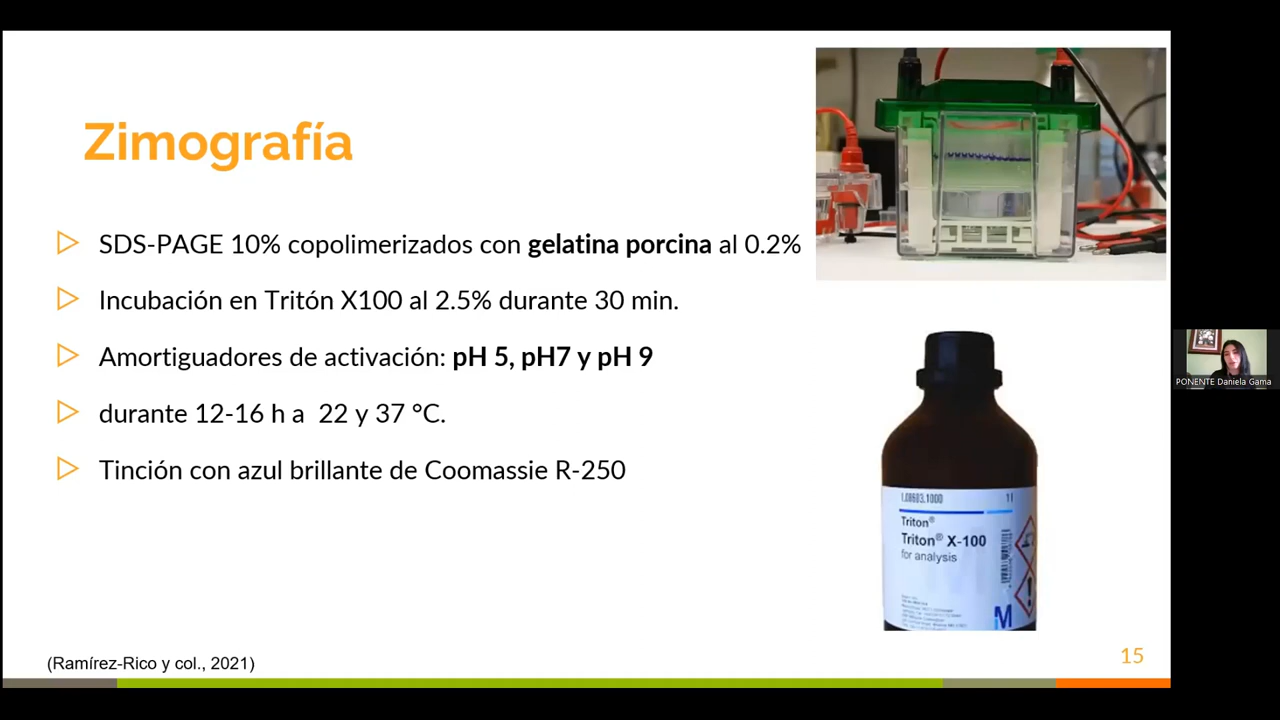 Zimografía
SDS-PAGE 10% copolimerizados con gelatina porcina al 0.2%
Incubación en Tritón X100 al 2.5% durante 30 min.
Amortiguadores de activación: pH 5, pH7 y pH 9
durante 12-16 h a  22 y 37 °C.
Tinción con azul brillante de Coomassie R-250
1.08603.1000 1l
Triton®
Triton® X-100
for analysis
M
PONENTE Daniela Gama
(Ramírez-Rico y col., 2021)
15